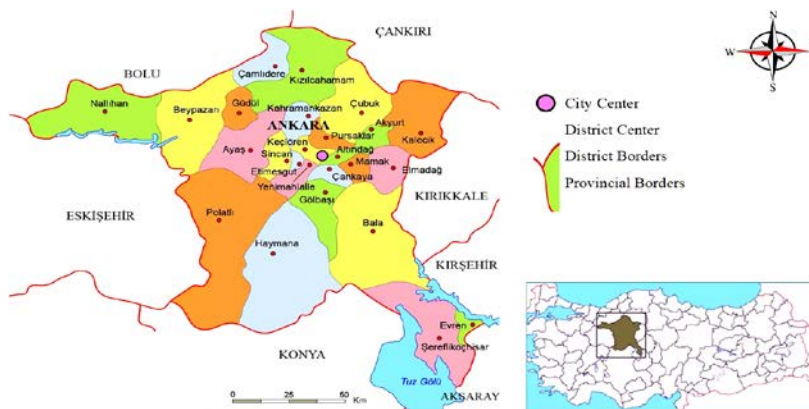 ÇANKIRI
BOLU
Çamlıdere
Kızılcahamam
Nallıhan
Beypazarı
Güdül
Kahramankazan
Çubuk
ANKARA
Akyurt
Pursaklar
Kalecik
Keçiören
Altındağ
Ayaş
Sincan
Mamak
Etimesgut
Elmadağ
Çankaya
Yenimahlalle
KIRIKKALE
Gölbaşı
ESKİŞEHİR
Polatlı
Bala
Haymana
KIRŞEHİR
Evren
Şereflikoçhisar
KONYA
Tuz Gölü
AKSARAY
0 25 50
Km
N
W E
S
City Center
District Center
District Borders
Provincial Borders